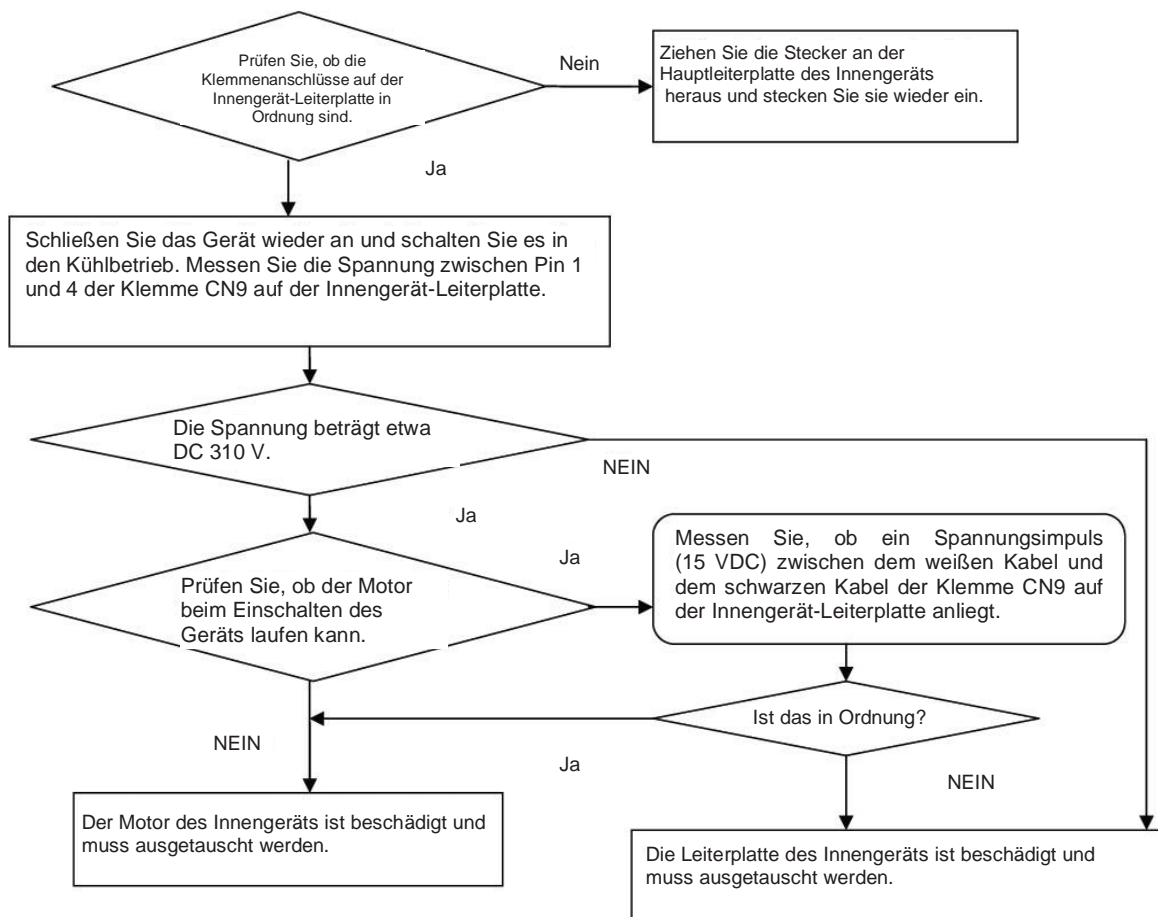 Prüfen Sie, ob die
Klemmenanschlüsse auf der
Innengerät-Leiterplatte in
Ordnung sind.
Nein
Ziehen Sie die Stecker an der
Hauptleiterplatte des Innengeräts
heraus und stecken Sie sie wieder ein.
Ja
Schließen Sie das Gerät wieder an und schalten Sie es in
den Kühlbetrieb. Messen Sie die Spannung zwischen Pin 1
und 4 der Klemme CN9 auf der Innengerät-Leiterplatte.
Die Spannung beträgt etwa
DC 310 V.
NEIN
Ja
Prüfen Sie, ob der Motor
beim Einschalten des
Geräts laufen kann.
Ja
Messen Sie, ob ein Spannungsimpuls
(15 VDC) zwischen dem weißen Kabel und
dem schwarzen Kabel der Klemme CN9 auf
der Innengerät-Leiterplatte anliegt.
Ist das in Ordnung?
NEIN
Ja
NEIN
Der Motor des Innengeräts ist beschädigt und
muss ausgetauscht werden.
Die Leiterplatte des Innengeräts ist beschädigt und
muss ausgetauscht werden.